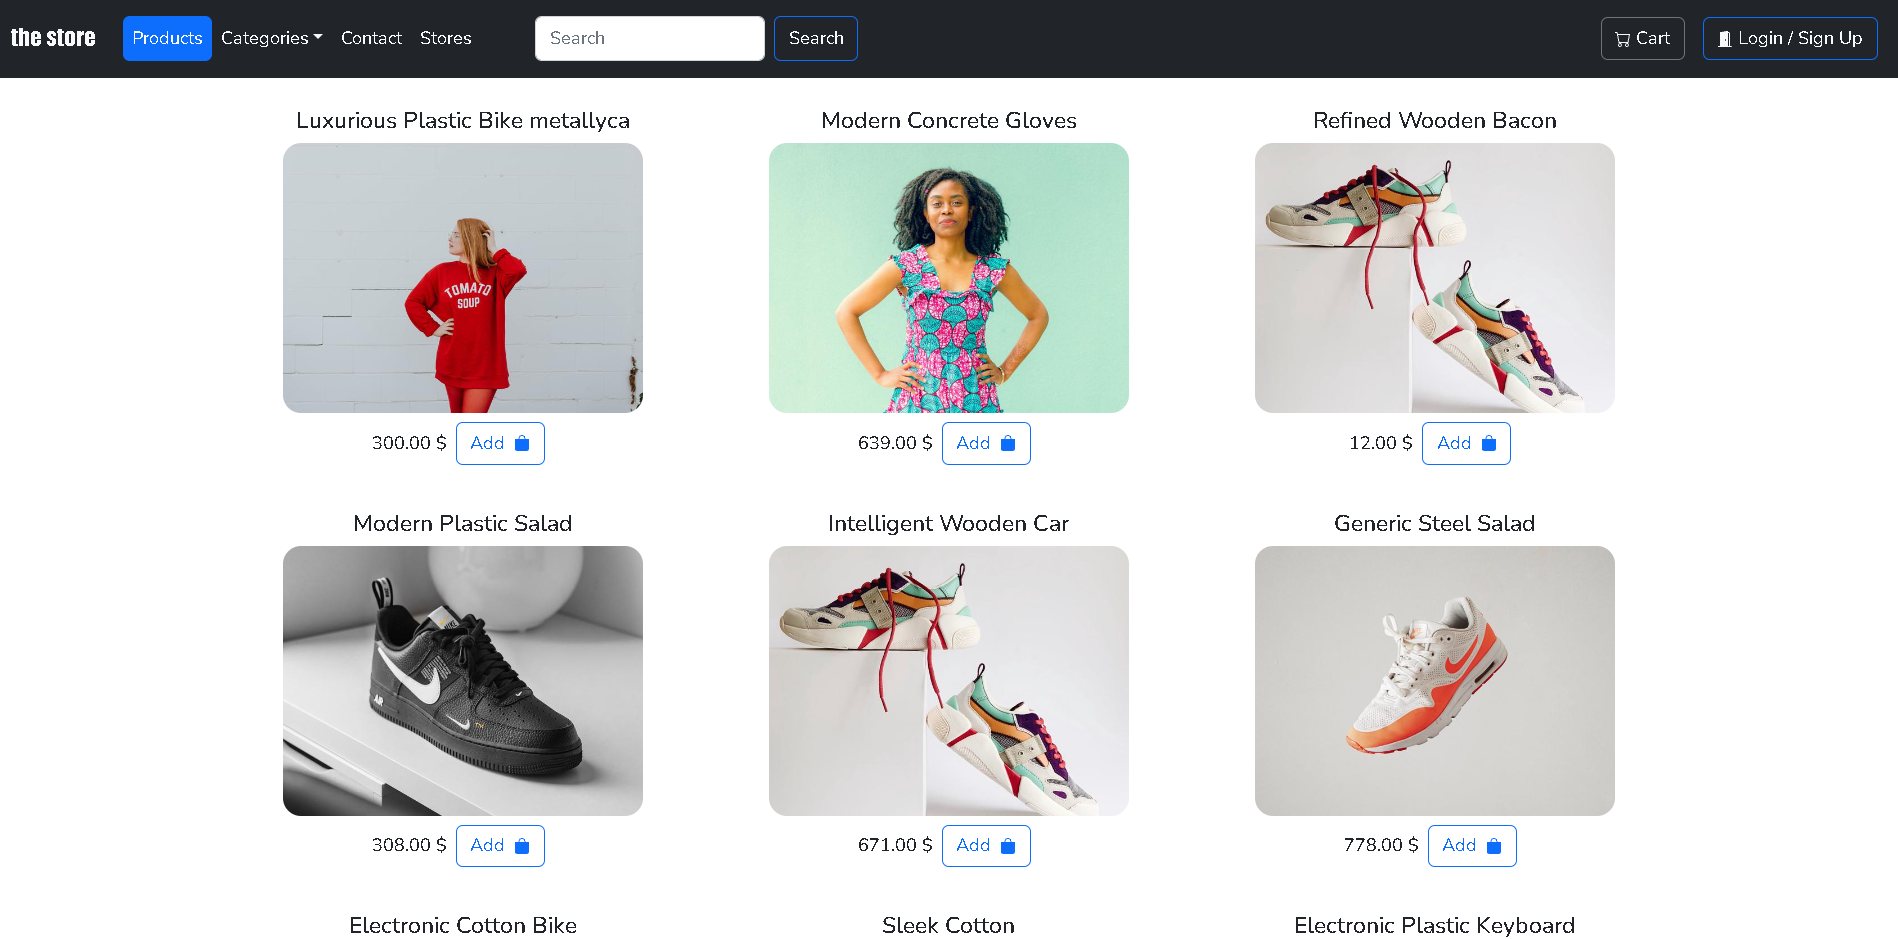 the store Products Categories Contact Stores Search Search Cart Login / Sign Up
Luxurious Plastic Bike metallyca
Modern Concrete Gloves
Refined Wooden Bacon
TOMATO
SOUP
300.00 $ Add
639.00 $ Add
12.00 $ Add
Modern Plastic Salad
Intelligent Wooden Car
Generic Steel Salad
NIKE
AIR
TM
308.00 $ Add
671.00 $ Add
778.00 $ Add
Electronic Cotton Bike
Sleek Cotton
Electronic Plastic Keyboard